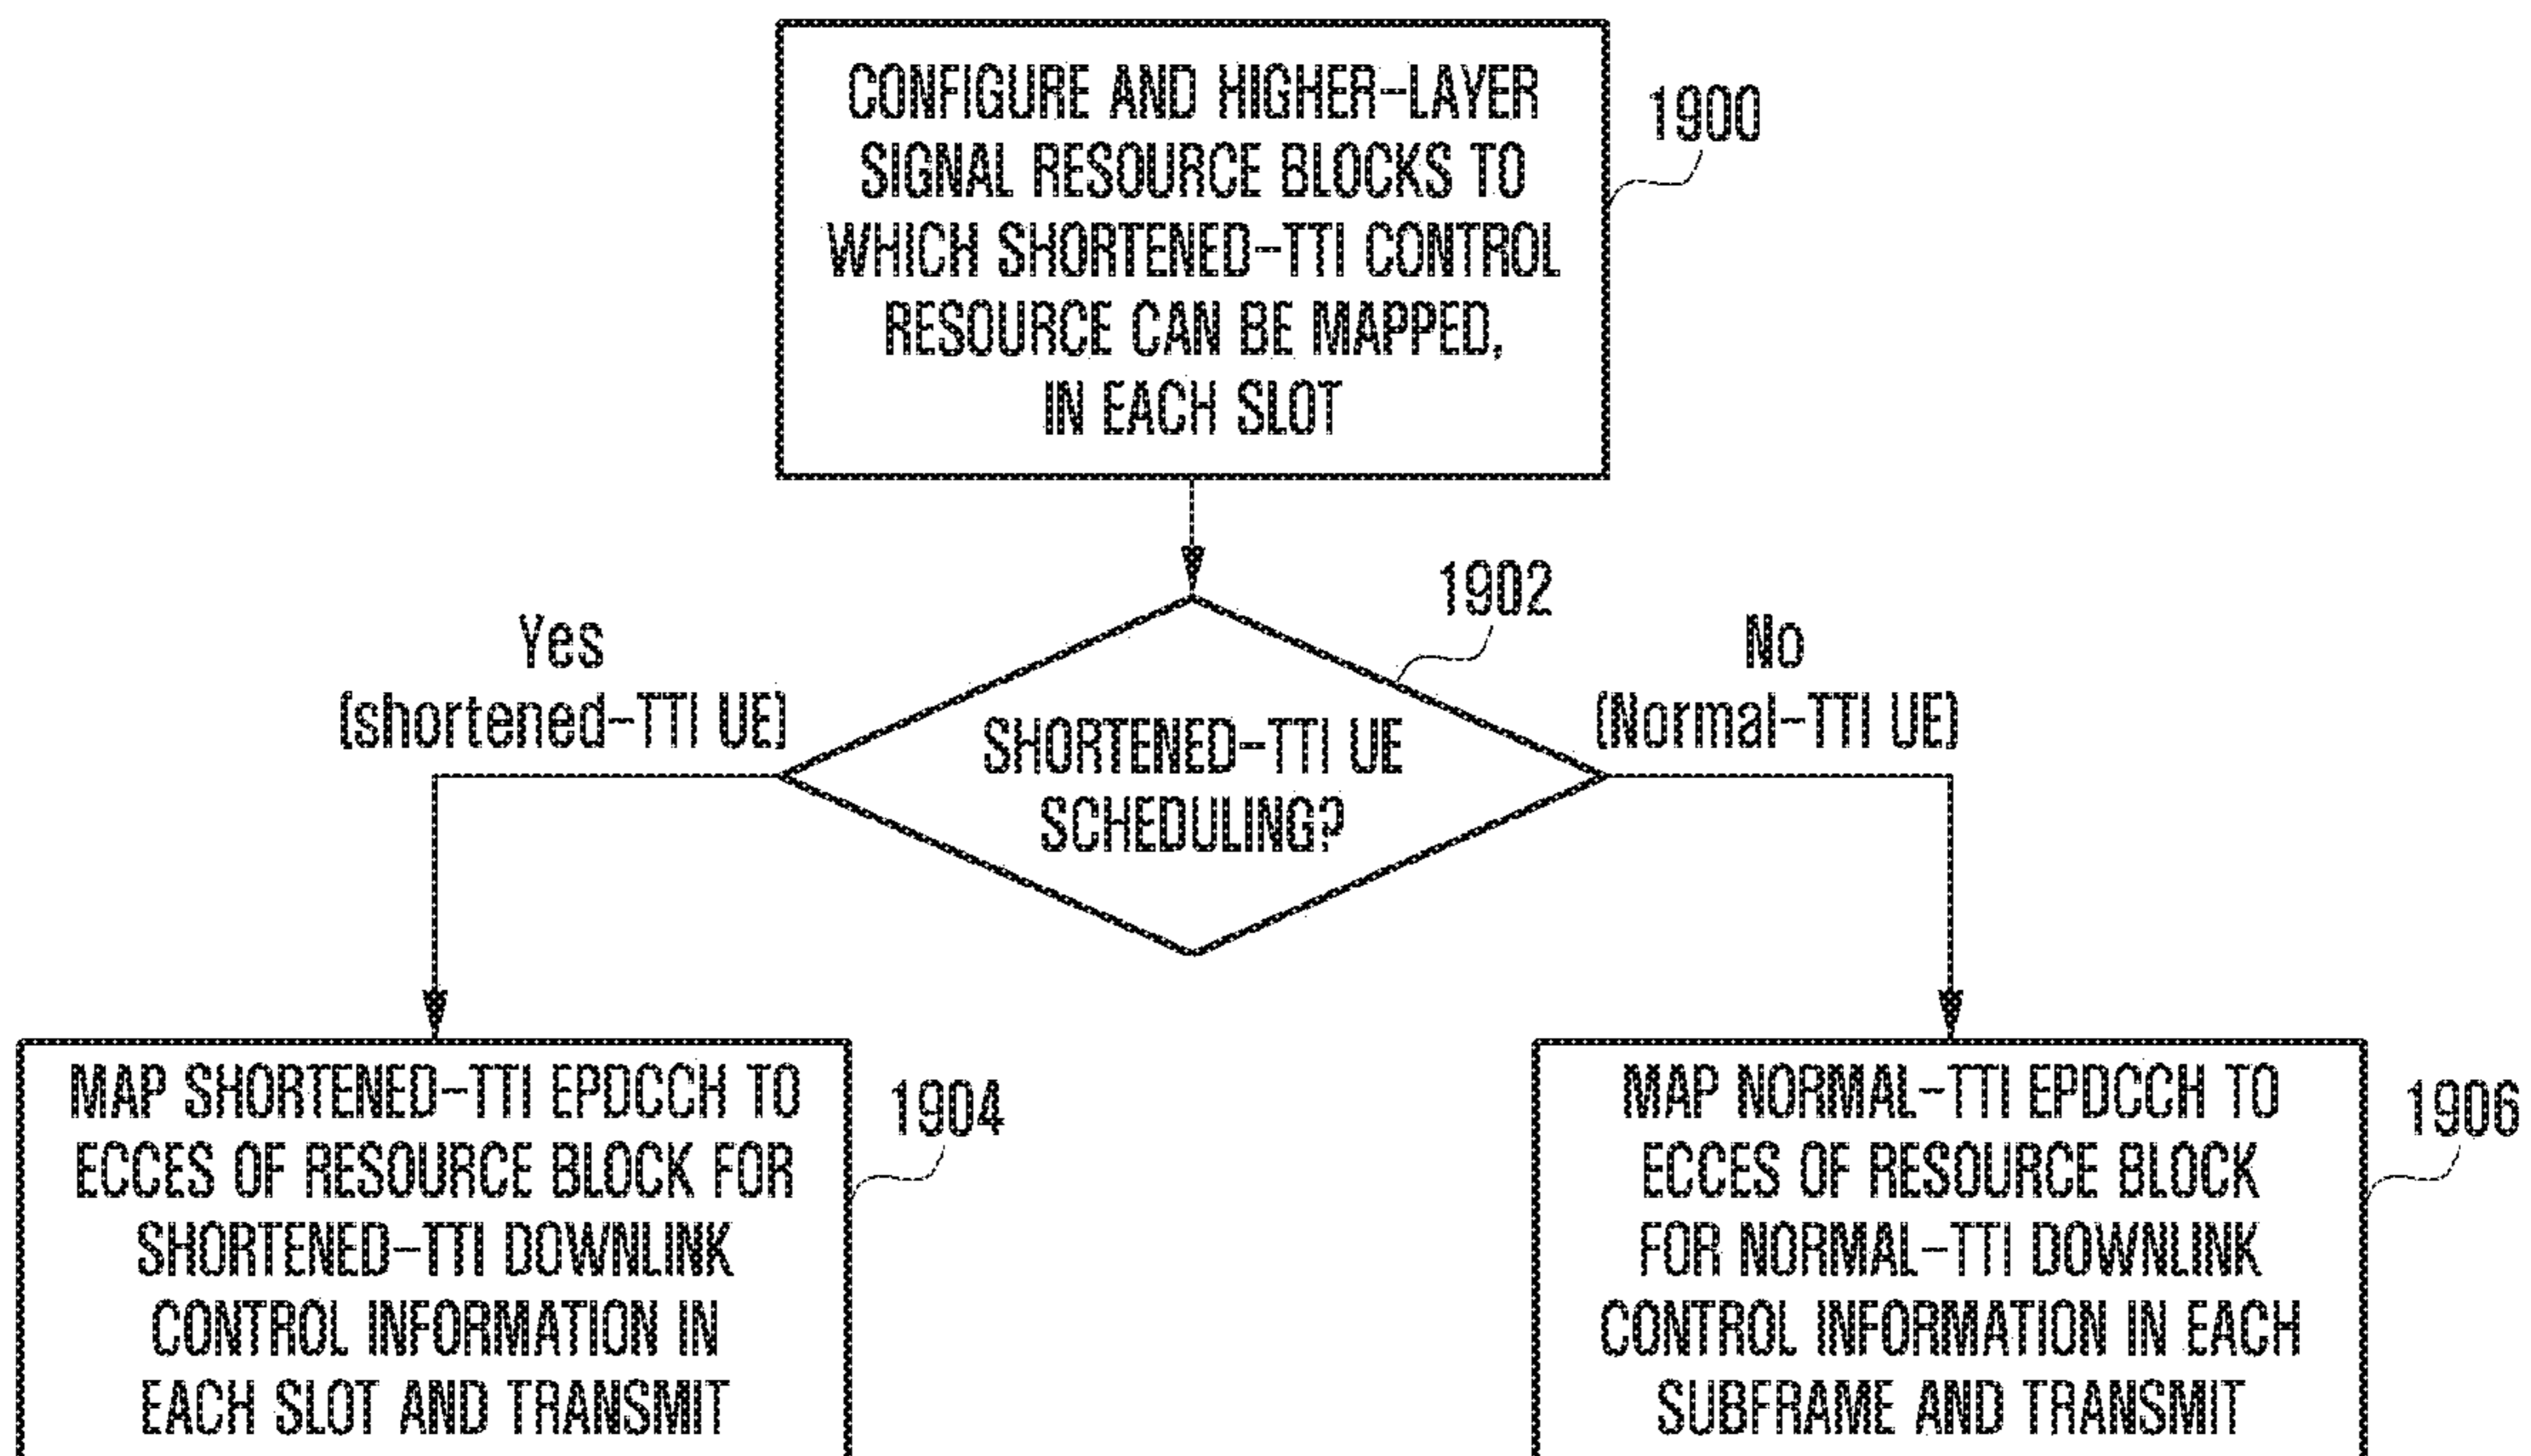 CONFIGURE AND HIGHER-LAYER
SIGNAL RESOURCE BLOCKS TO
WHICH SHORTENED-TTI CONTROL
RESOURCE CAN BE MAPPED,
IN EACH SLOT
1900
1902
Yes
(shortened-TTI UE)
No
(Normal-TTI UE)
SHORTENED-TTI UE
SCHEDULING?
MAP SHORTENED-TTI EPDCCH TO
ECCES OF RESOURCE BLOCK FOR
SHORTENED-TTI DOWNLINK
CONTROL INFORMATION IN
EACH SLOT AND TRANSMIT
1904
MAP NORMAL-TTI EPDCCH TO
ECCES OF RESOURCE BLOCK
FOR NORMAL-TTI DOWNLINK
CONTROL INFORMATION IN EACH
SUBFRAME AND TRANSMIT
1906